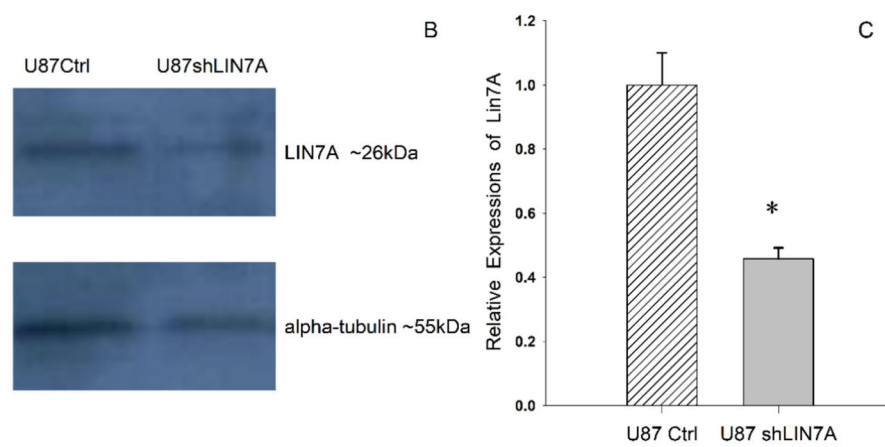 B
U87Ctrl U87shLIN7A
LIN7A ~26kDa
alpha-tubulin ~55kDa
C
Relative Expressions of Lin7A
1.2
1.0
0.8
0.6
0.4
0.2
0.0
*
U87 Ctrl U87 shLIN7A